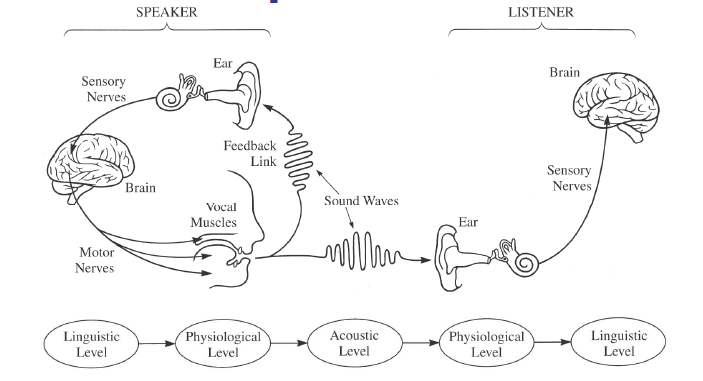 SPEAKER
LISTENER
Ear
Sensory
Nerves
Brain
Feedback
Link
Brain
Sensory
Nerves
Vocal
Muscles
Sound Waves
Ear
Motor
Nerves
Linguistic
Level
Physiological
Level
Acoustic
Level
Physiological
Level
Linguistic
Level